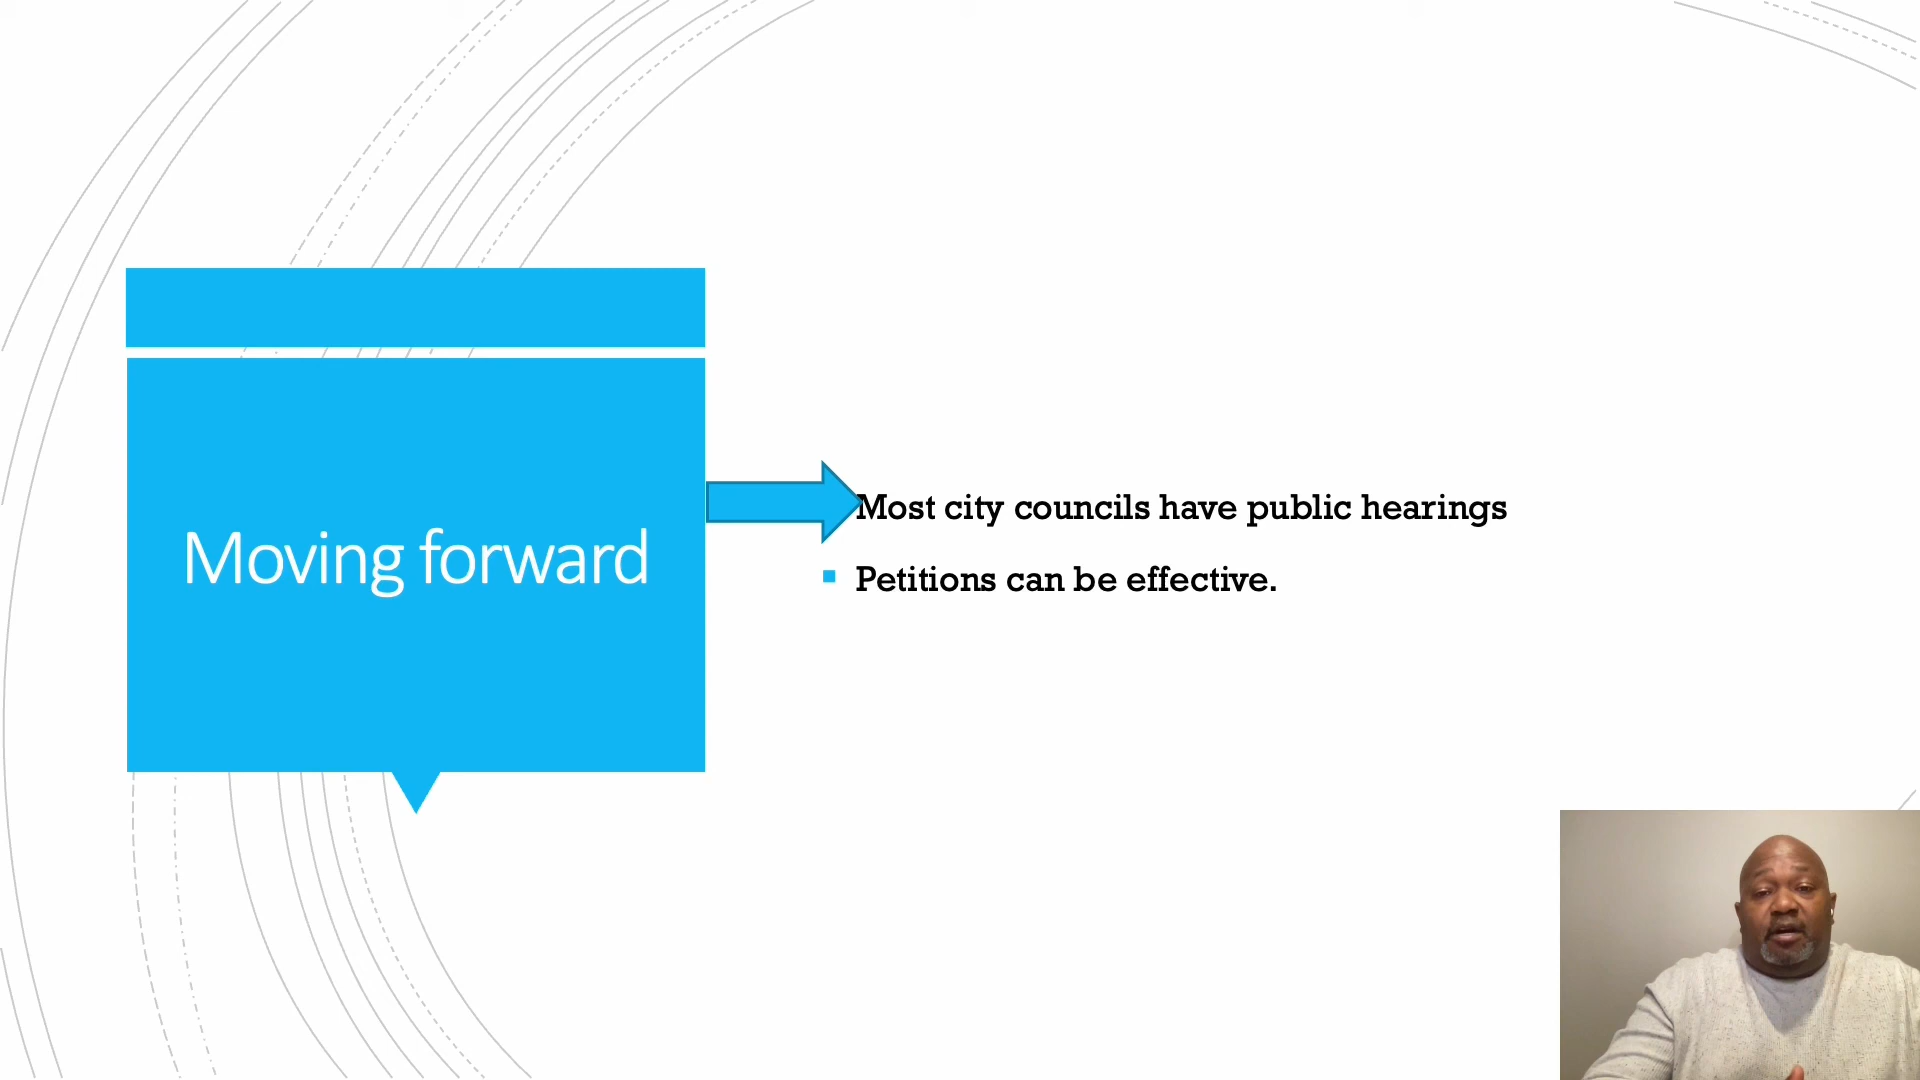 Moving forward
Most city councils have public hearings
Petitions can be effective.